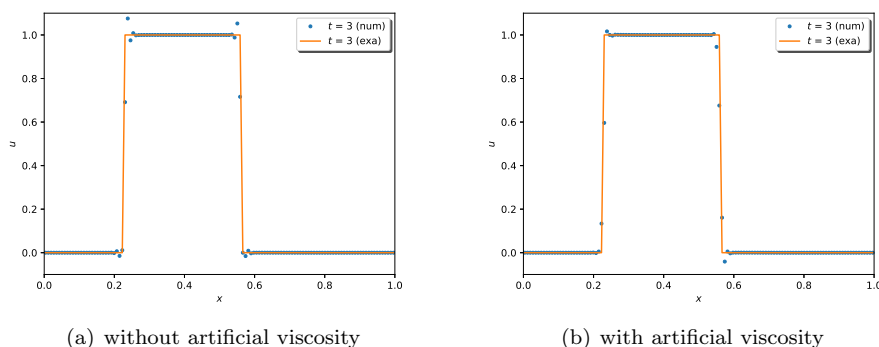 t = 3 (num)
t = 3 (exa)
1.0
0.8
0.6
0.4
0.2
0.0
u
0.0 0.2 0.4 0.6 0.8 1.0
x
(a) without artificial viscosity
t = 3 (num)
t = 3 (exa)
1.0
0.8
0.6
0.4
0.2
0.0
u
0.0 0.2 0.4 0.6 0.8 1.0
x
(b) with artificial viscosity